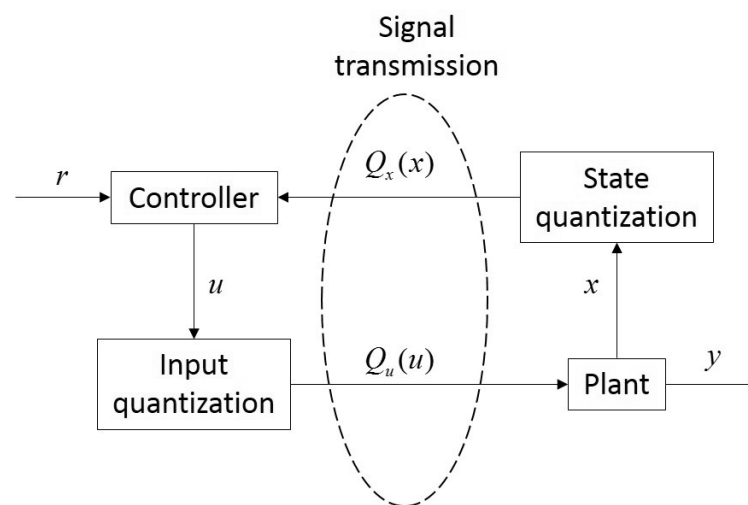 Signal
transmission
r
Controller
Q_x(x)
State
quantization
u
x
Input
quantization
Q_u(u)
Plant
y